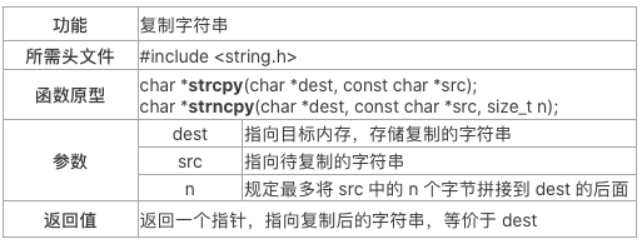 功能 复制字符串
所需头文件 #include <string.h>
函数原型 char *strcpy(char *dest, const char *src);
char *strncpy(char *dest, const char *src, size_t n);
参数 dest 指向目标内存，存储复制的字符串
src 指向待复制的字符串
n 规定最多将 src 中的 n 个字节拼接到 dest 的后面
返回值 返回一个指针，指向复制后的字符串，等价于 dest